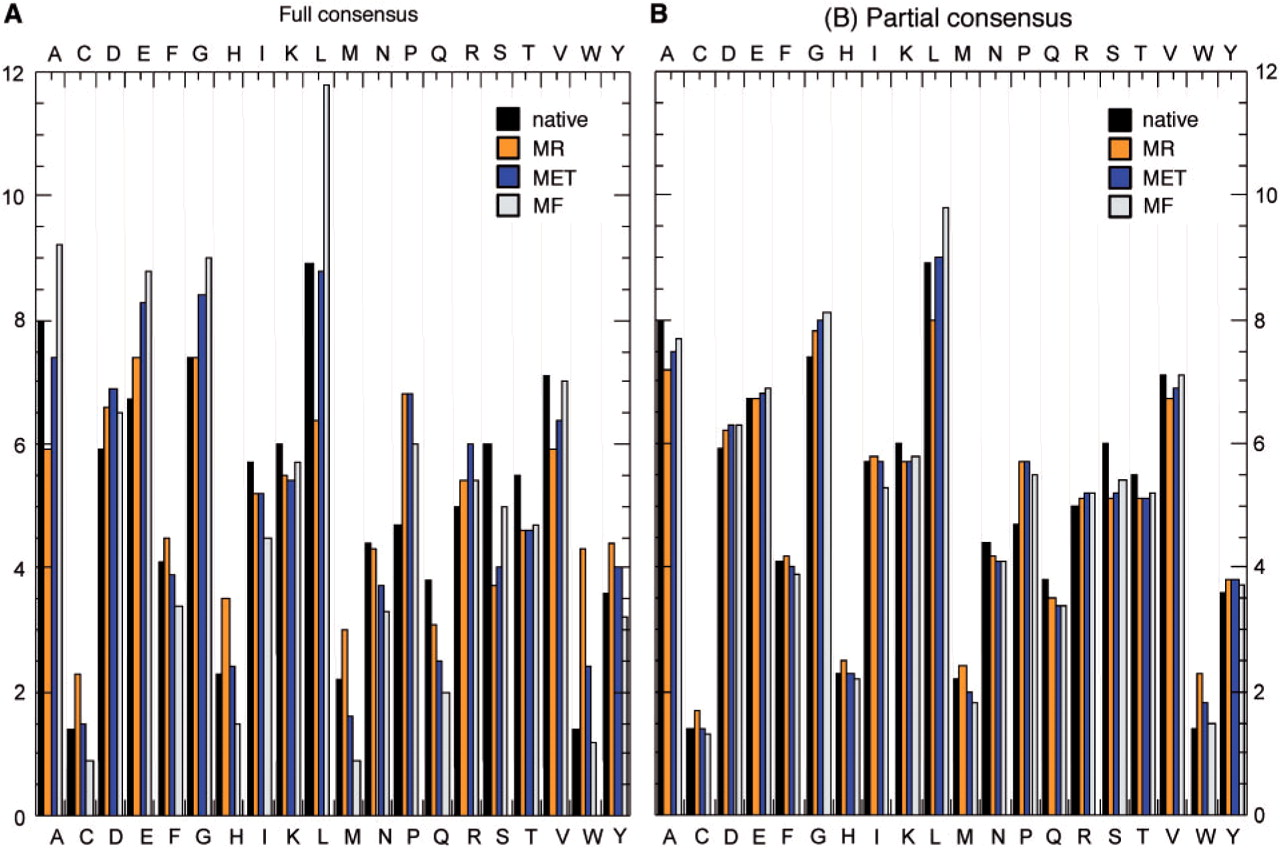 A Full consensus
A C D E F G H I K L M N P Q R S T V W Y
12
10
8
6
4
2
0
native
MR
MET
MF
A C D E F G H I K L M N P Q R S T V W Y
B (B) Partial consensus
A C D E F G H I K L M N P Q R S T V W Y
12
10
8
6
4
2
0
native
MR
MET
MF
A C D E F G H I K L M N P Q R S T V W Y